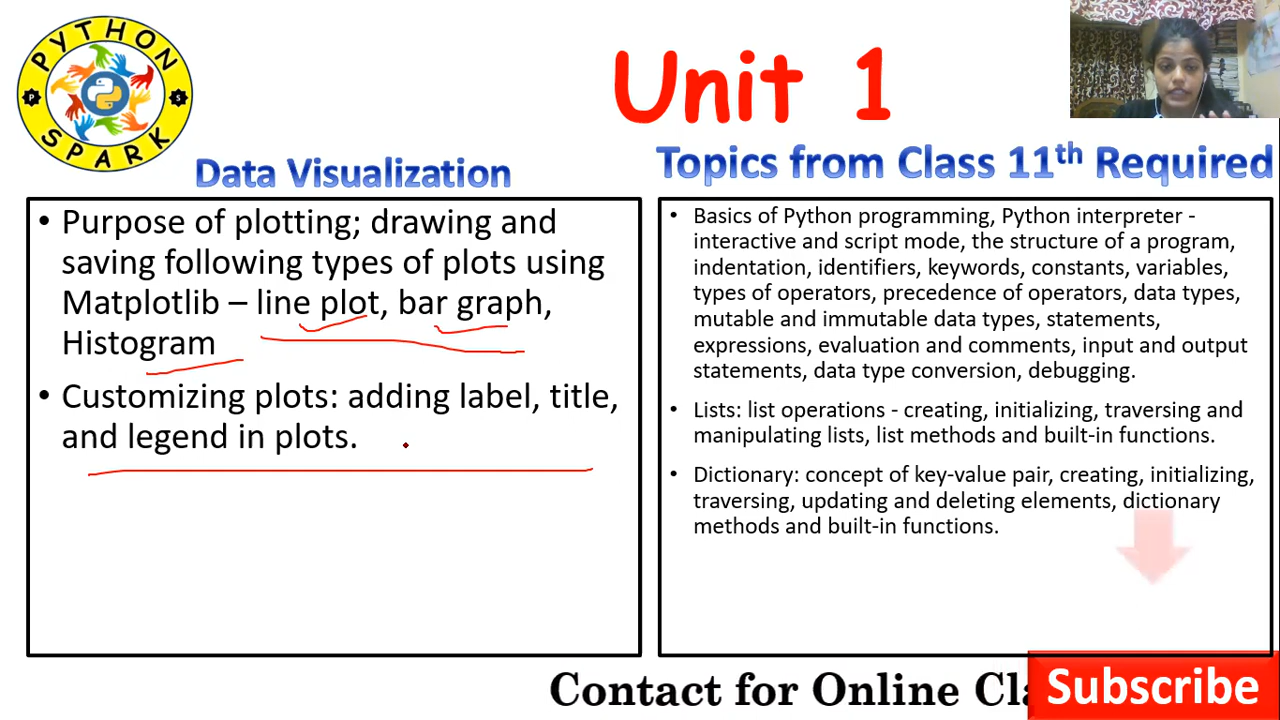 PYTHON
P S
SPARK
Unit 1
Data Visualization
• Purpose of plotting; drawing and
saving following types of plots using
Matplotlib – line plot, bar graph,
Histogram
• Customizing plots: adding label, title,
and legend in plots.
Topics from Class 11th Required
• Basics of Python programming, Python interpreter -
interactive and script mode, the structure of a program,
indentation, identifiers, keywords, constants, variables,
types of operators, precedence of operators, data types,
mutable and immutable data types, statements,
expressions, evaluation and comments, input and output
statements, data type conversion, debugging.
• Lists: list operations - creating, initializing, traversing and
manipulating lists, list methods and built-in functions.
• Dictionary: concept of key-value pair, creating, initializing,
traversing, updating and deleting elements, dictionary
methods and built-in functions.
Contact for Online Cla
Subscribe